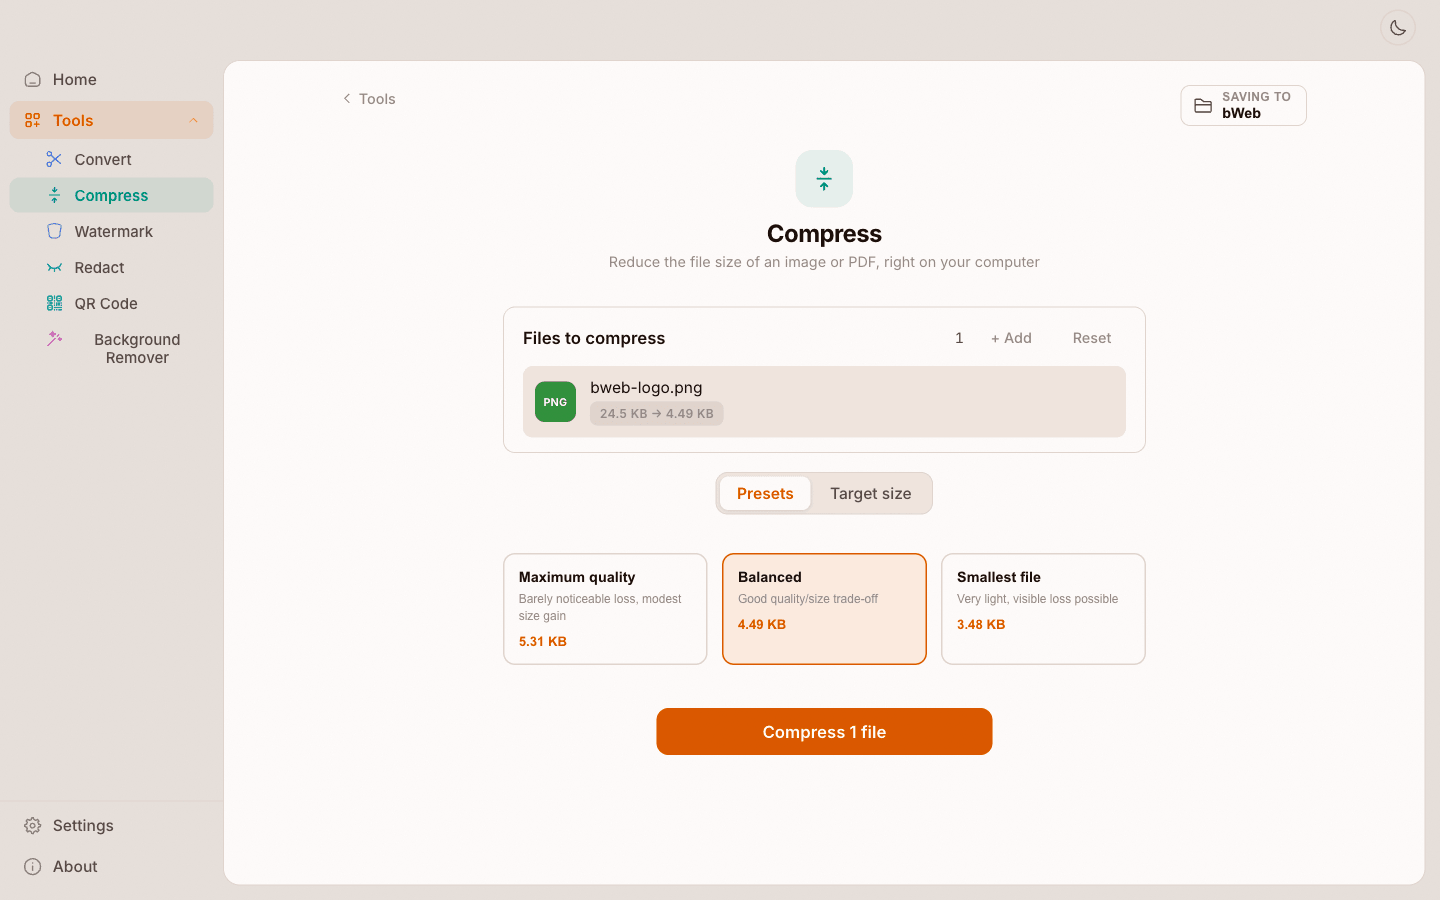 Home
Tools
Convert
Compress
Watermark
Redact
QR Code
Background
Remover
Settings
About
Tools
SAVING TO
bWeb
Compress
Reduce the file size of an image or PDF, right on your computer
Files to compress
1
+ Add
Reset
PNG
bweb-logo.png
24.5 KB → 4.49 KB
Presets
Target size
Maximum quality
Barely noticeable loss, modest
size gain
5.31 KB
Balanced
Good quality/size trade-off
4.49 KB
Smallest file
Very light, visible loss possible
3.48 KB
Compress 1 file